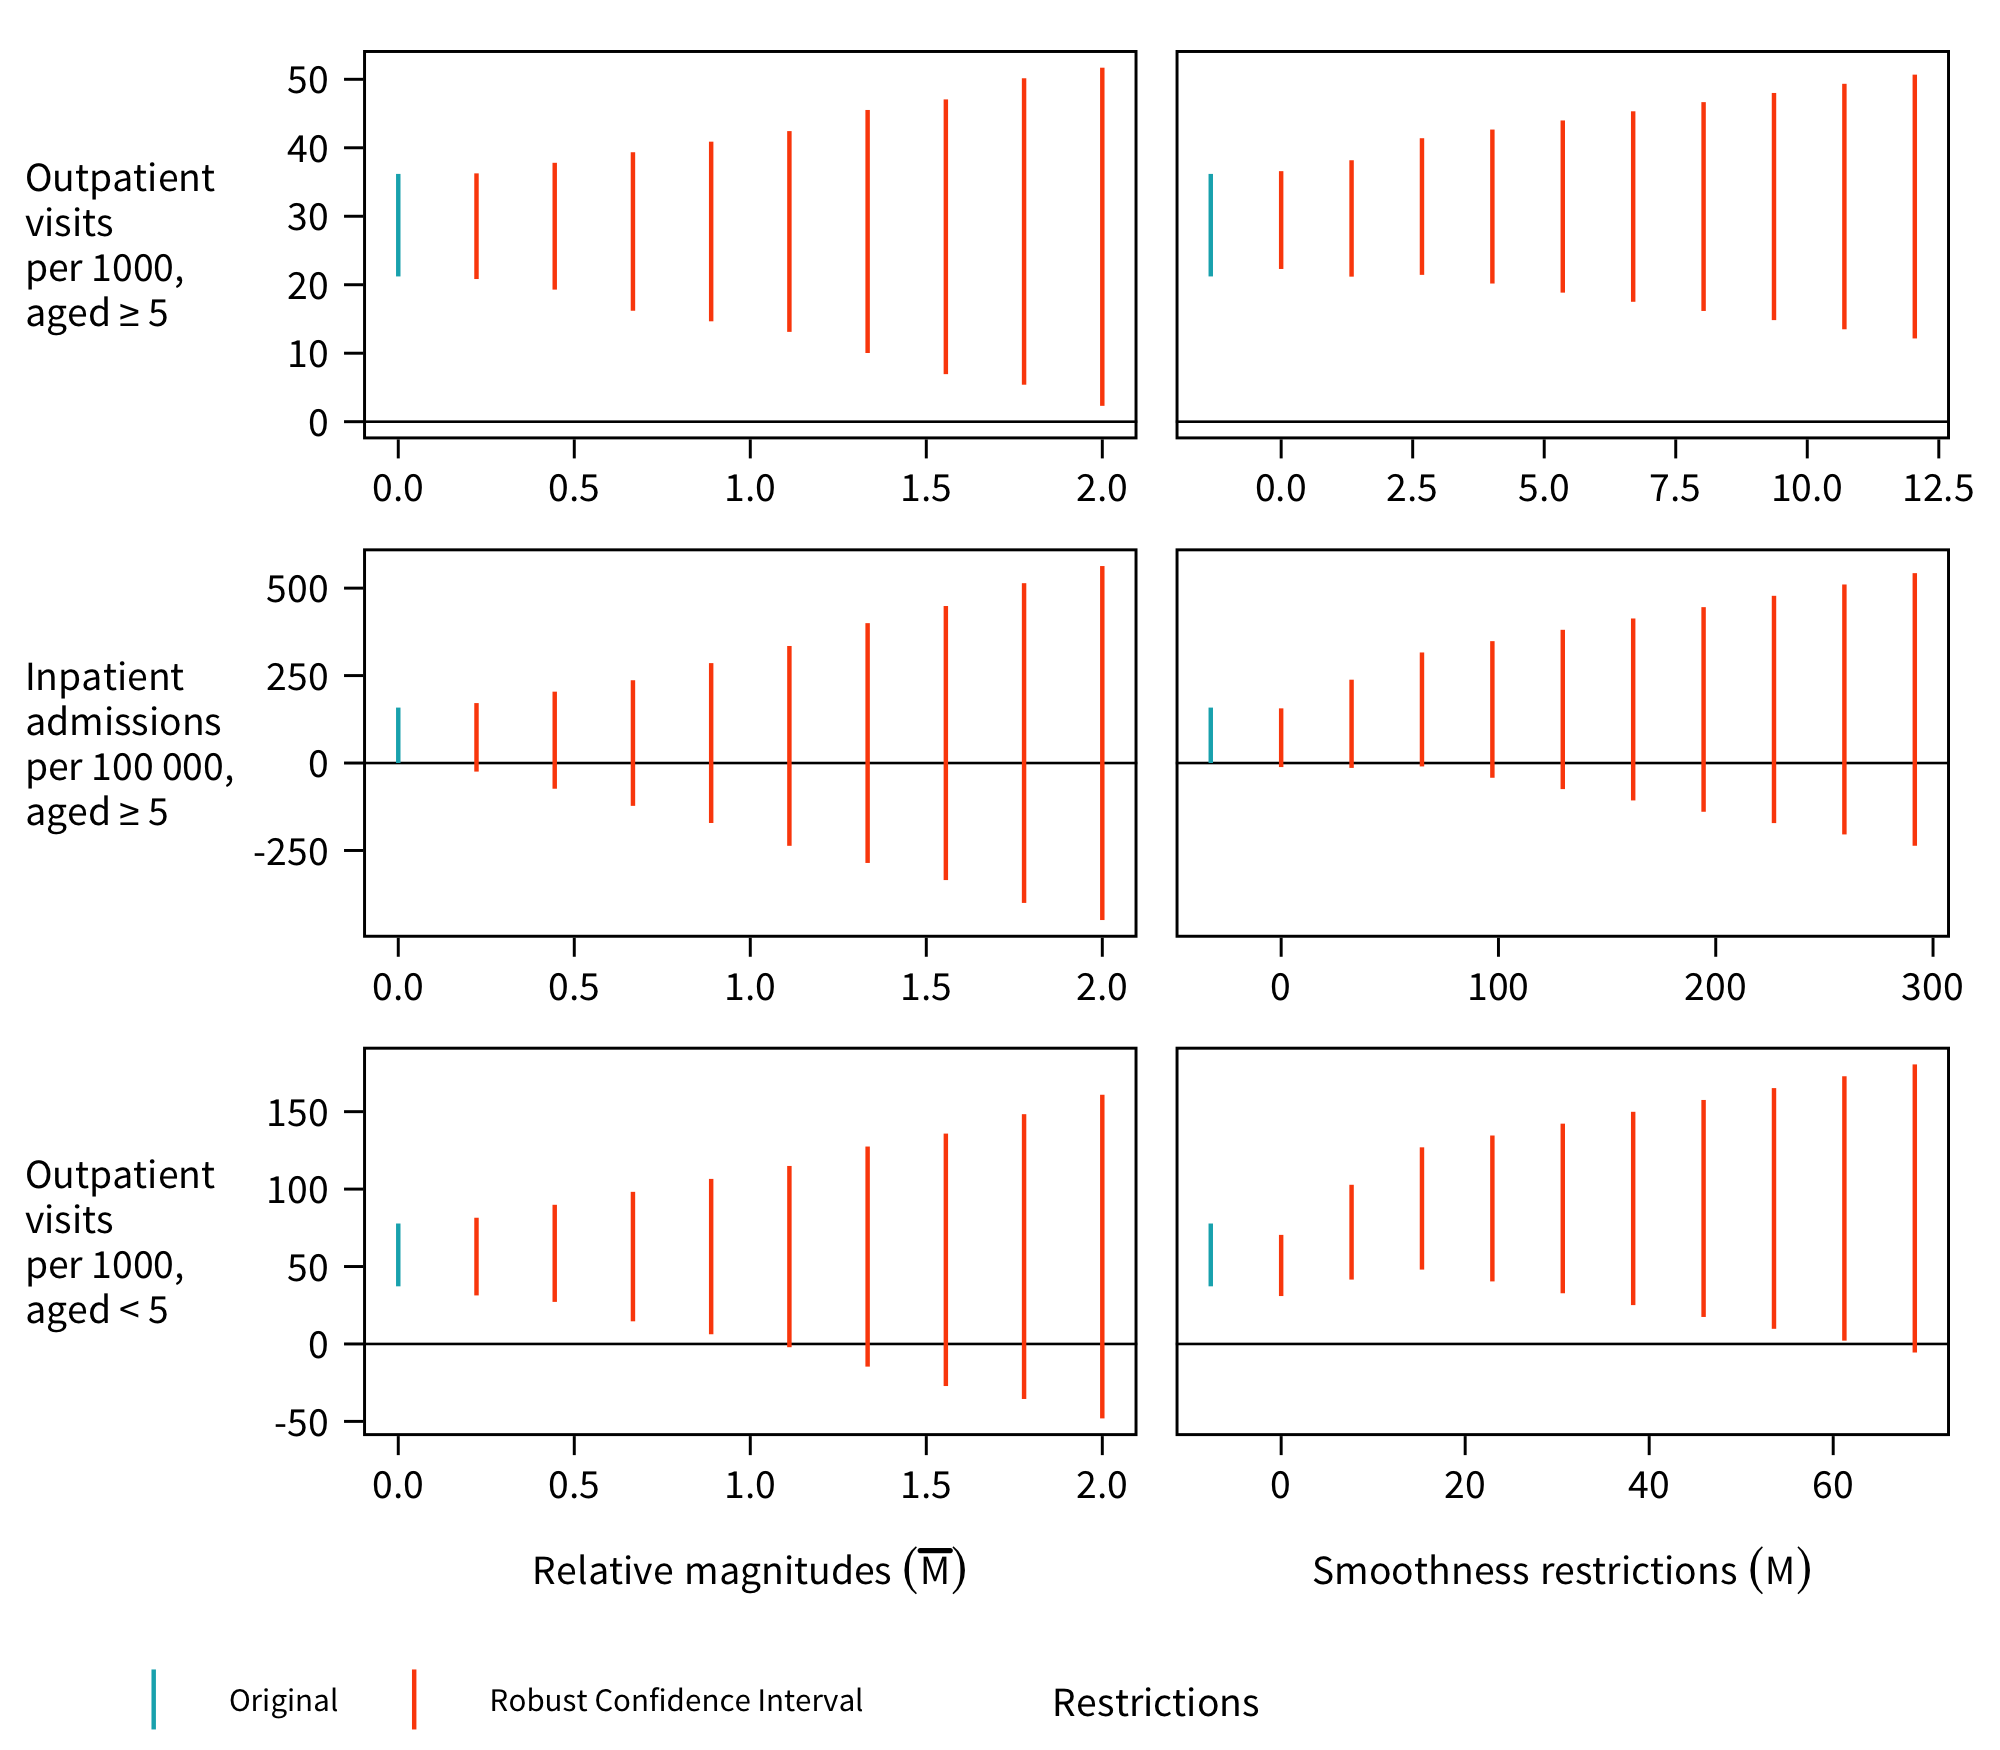 50
40
30
20
10
0
Outpatient
visits
per 1000,
aged ≥ 5
0.0 0.5 1.0 1.5 2.0
0.0 2.5 5.0 7.5 10.0 12.5
500
250
0
-250
Inpatient
admissions
per 100 000,
aged ≥ 5
0.0 0.5 1.0 1.5 2.0
0 100 200 300
150
100
50
0
-50
Outpatient
visits
per 1000,
aged < 5
0.0 0.5 1.0 1.5 2.0
0 20 40 60
Relative magnitudes (M̅)
Smoothness restrictions (M)
Original Robust Confidence Interval Restrictions